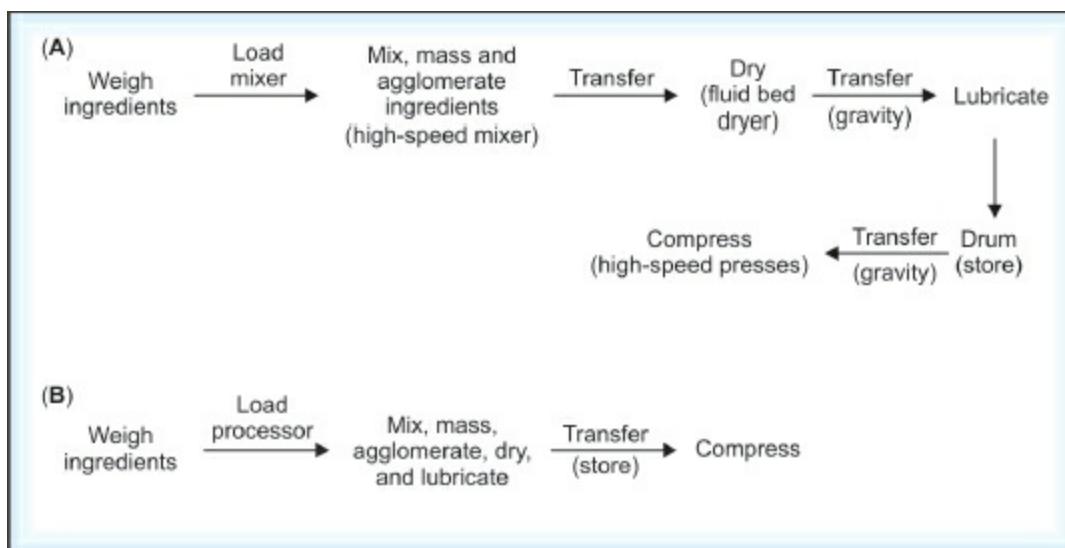 (A)
Weigh
ingredients
Load
mixer
Mix, mass and
agglomerate
ingredients
(high-speed mixer)
Transfer
Dry
(fluid bed
dryer)
Transfer
(gravity)
Lubricate
Drum
(store)
Transfer
(gravity)
Compress
(high-speed presses)
(B)
Weigh
ingredients
Load
processor
Mix, mass,
agglomerate, dry,
and lubricate
Transfer
(store)
Compress